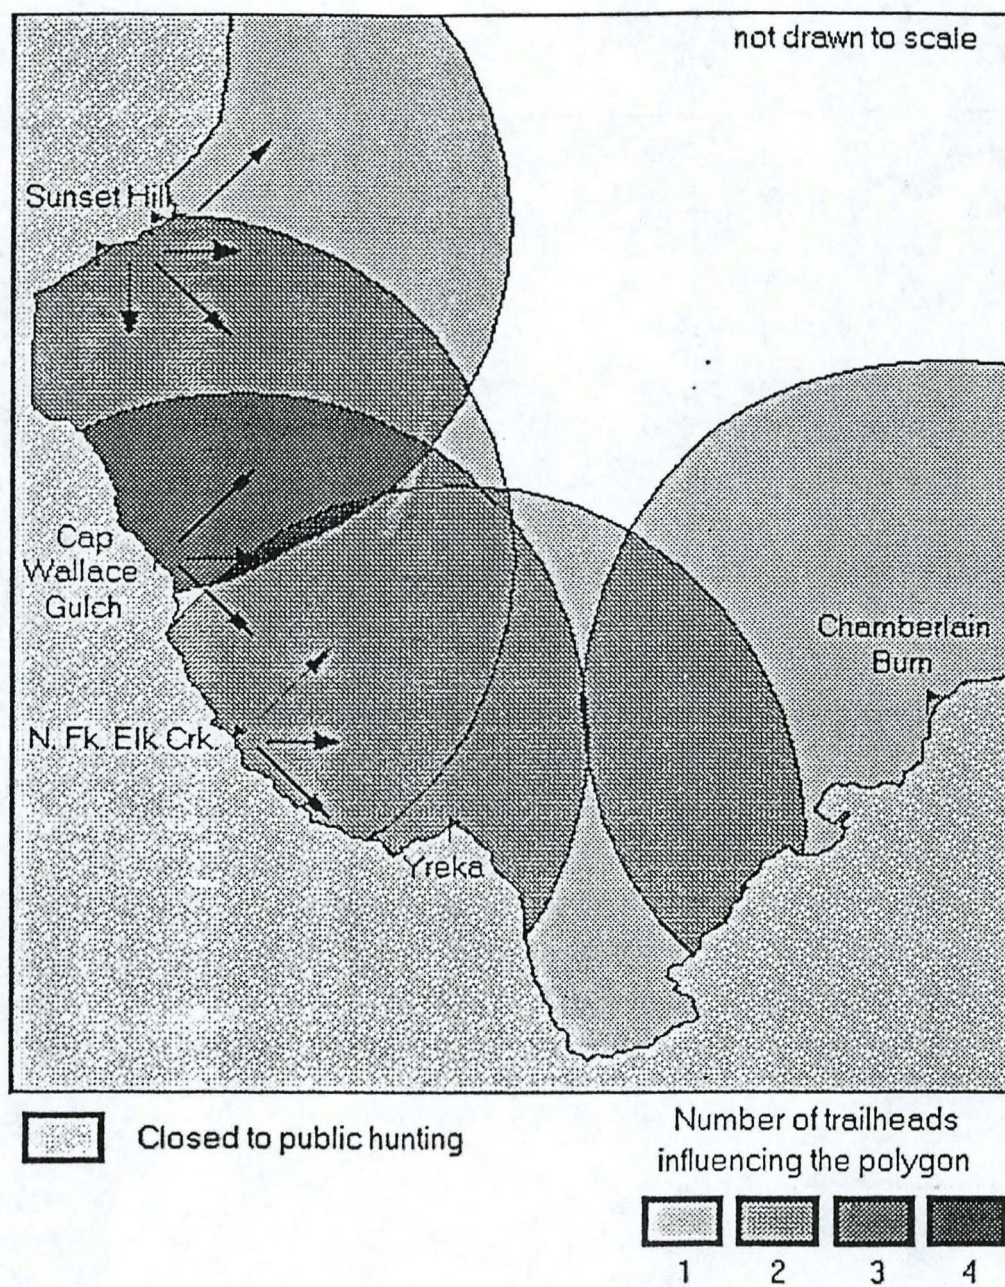 not drawn to scale
Sunset Hill
Cap
Wallace
Gulch
Chamberlain
Burn
N. Fk. Elk Crk.
Yreka
Closed to public hunting
Number of trailheads
influencing the polygon
1 2 3 4